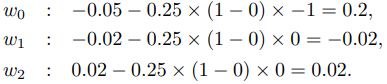 w₀ : −0.05 − 0.25 × (1 − 0) × −1 = 0.2,
w₁ : −0.02 − 0.25 × (1 − 0) × 0 = −0.02,
w₂ : 0.02 − 0.25 × (1 − 0) × 0 = 0.02.